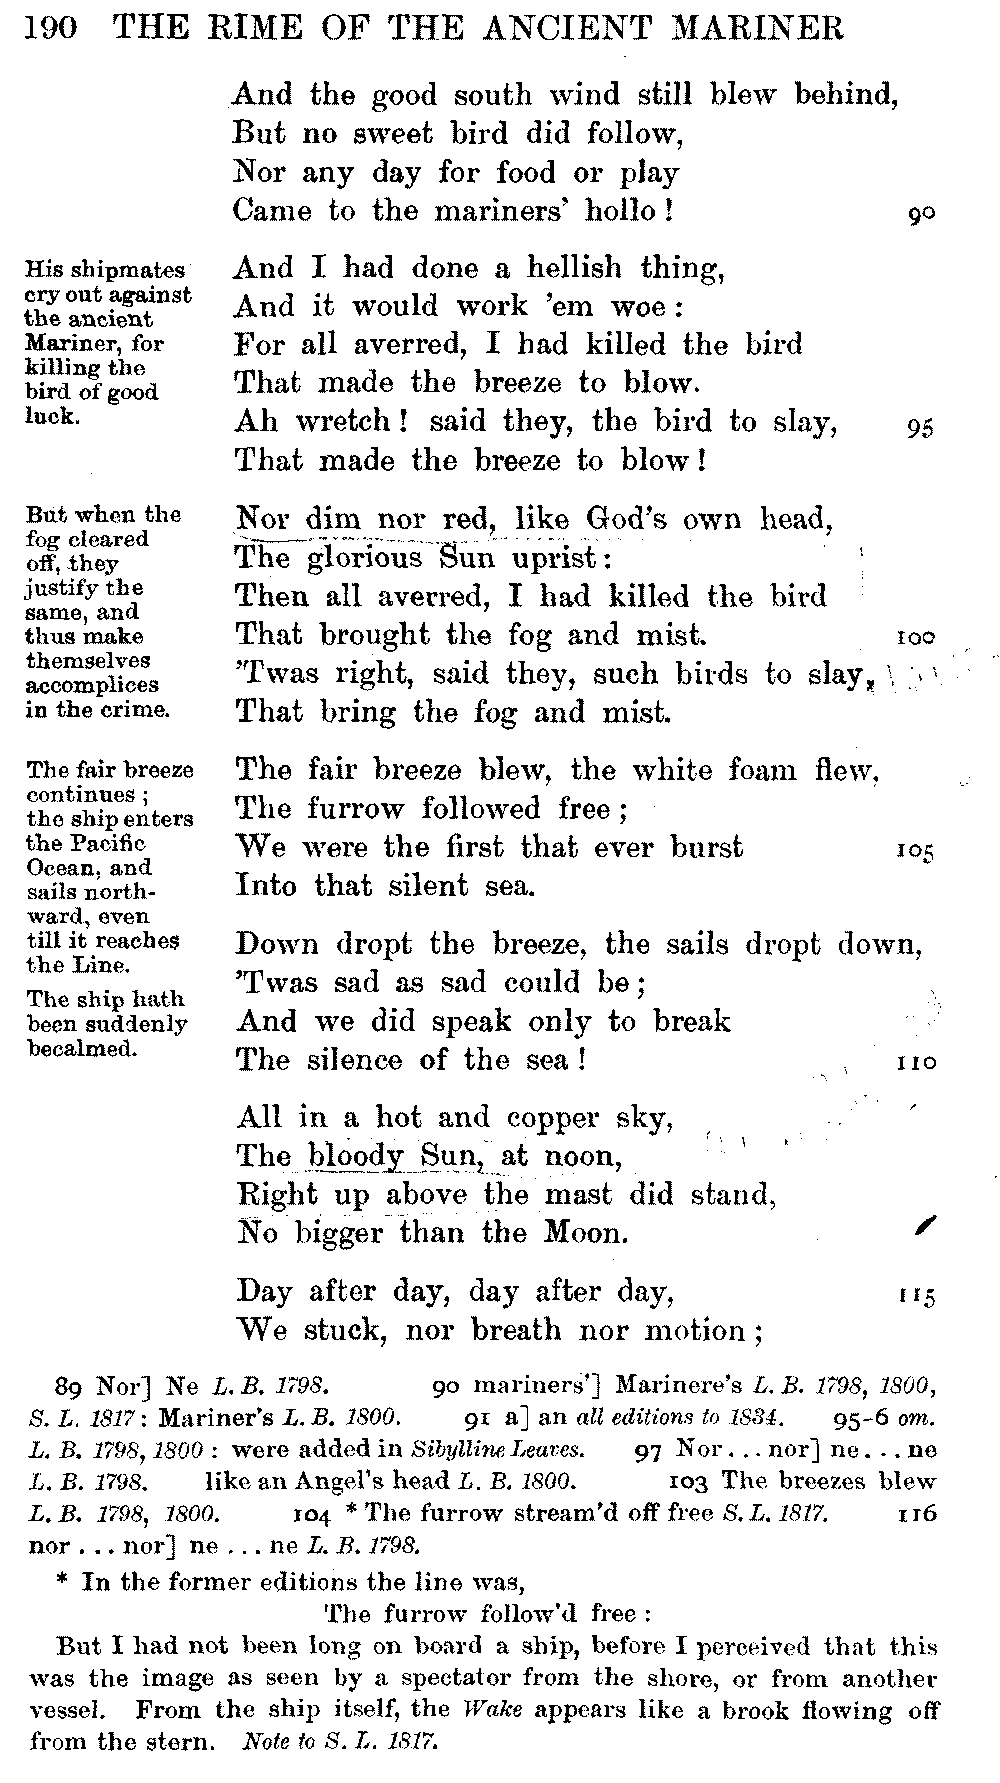 190 THE RIME OF THE ANCIENT MARINER
And the good south wind still blew behind,
But no sweet bird did follow,
Nor any day for food or play
Came to the mariners' hollo !
90
His shipmates
cry out against
the ancient
Mariner, for
killing the
bird of good
luck.
And I had done a hellish thing,
And it would work 'em woe :
For all averred, I had killed the bird
That made the breeze to blow.
Ah wretch ! said they, the bird to slay,
95
That made the breeze to blow !
But when the
fog cleared
off, they
justify the
same, and
thus make
themselves
accomplices
in the crime.
Nor dim nor red, like God's own head,
The glorious Sun uprist :
Then all averred, I had killed the bird
That brought the fog and mist.
100
'Twas right, said they, such birds to slay,
That bring the fog and mist.
The fair breeze
continues ;
the ship enters
the Pacific
Ocean, and
sails north-
ward, even
till it reaches
the Line.
The fair breeze blew, the white foam flew,
The furrow followed free ;
We were the first that ever burst
105
Into that silent sea.
The ship hath
been suddenly
becalmed.
Down dropt the breeze, the sails dropt down,
'Twas sad as sad could be ;
And we did speak only to break
The silence of the sea !
110
All in a hot and copper sky,
The bloody Sun, at noon,
Right up above the mast did stand,
No bigger than the Moon.
Day after day, day after day,
115
We stuck, nor breath nor motion ;
89 Nor] Ne L. B. 1798. 90 mariners'] Marinere's L. B. 1798, 1800,
S. L. 1817 : Mariner's L. B. 1800. 91 a] an all editions to 1834. 95-6 om.
L. B. 1798, 1800 : were added in Sibylline Leaves. 97 Nor . . . nor] ne . . . ne
L. B. 1798. like an Angel's head L. B. 1800. 103 The breezes blew
L. B. 1798, 1800. 104 * The furrow stream'd off free S. L. 1817. 116
nor . . . nor] ne . . . ne L. B. 1798.
* In the former editions the line was,
The furrow follow'd free :
But I had not been long on board a ship, before I perceived that this
was the image as seen by a spectator from the shore, or from another
vessel. From the ship itself, the Wake appears like a brook flowing off
from the stern. Note to S. L. 1817.